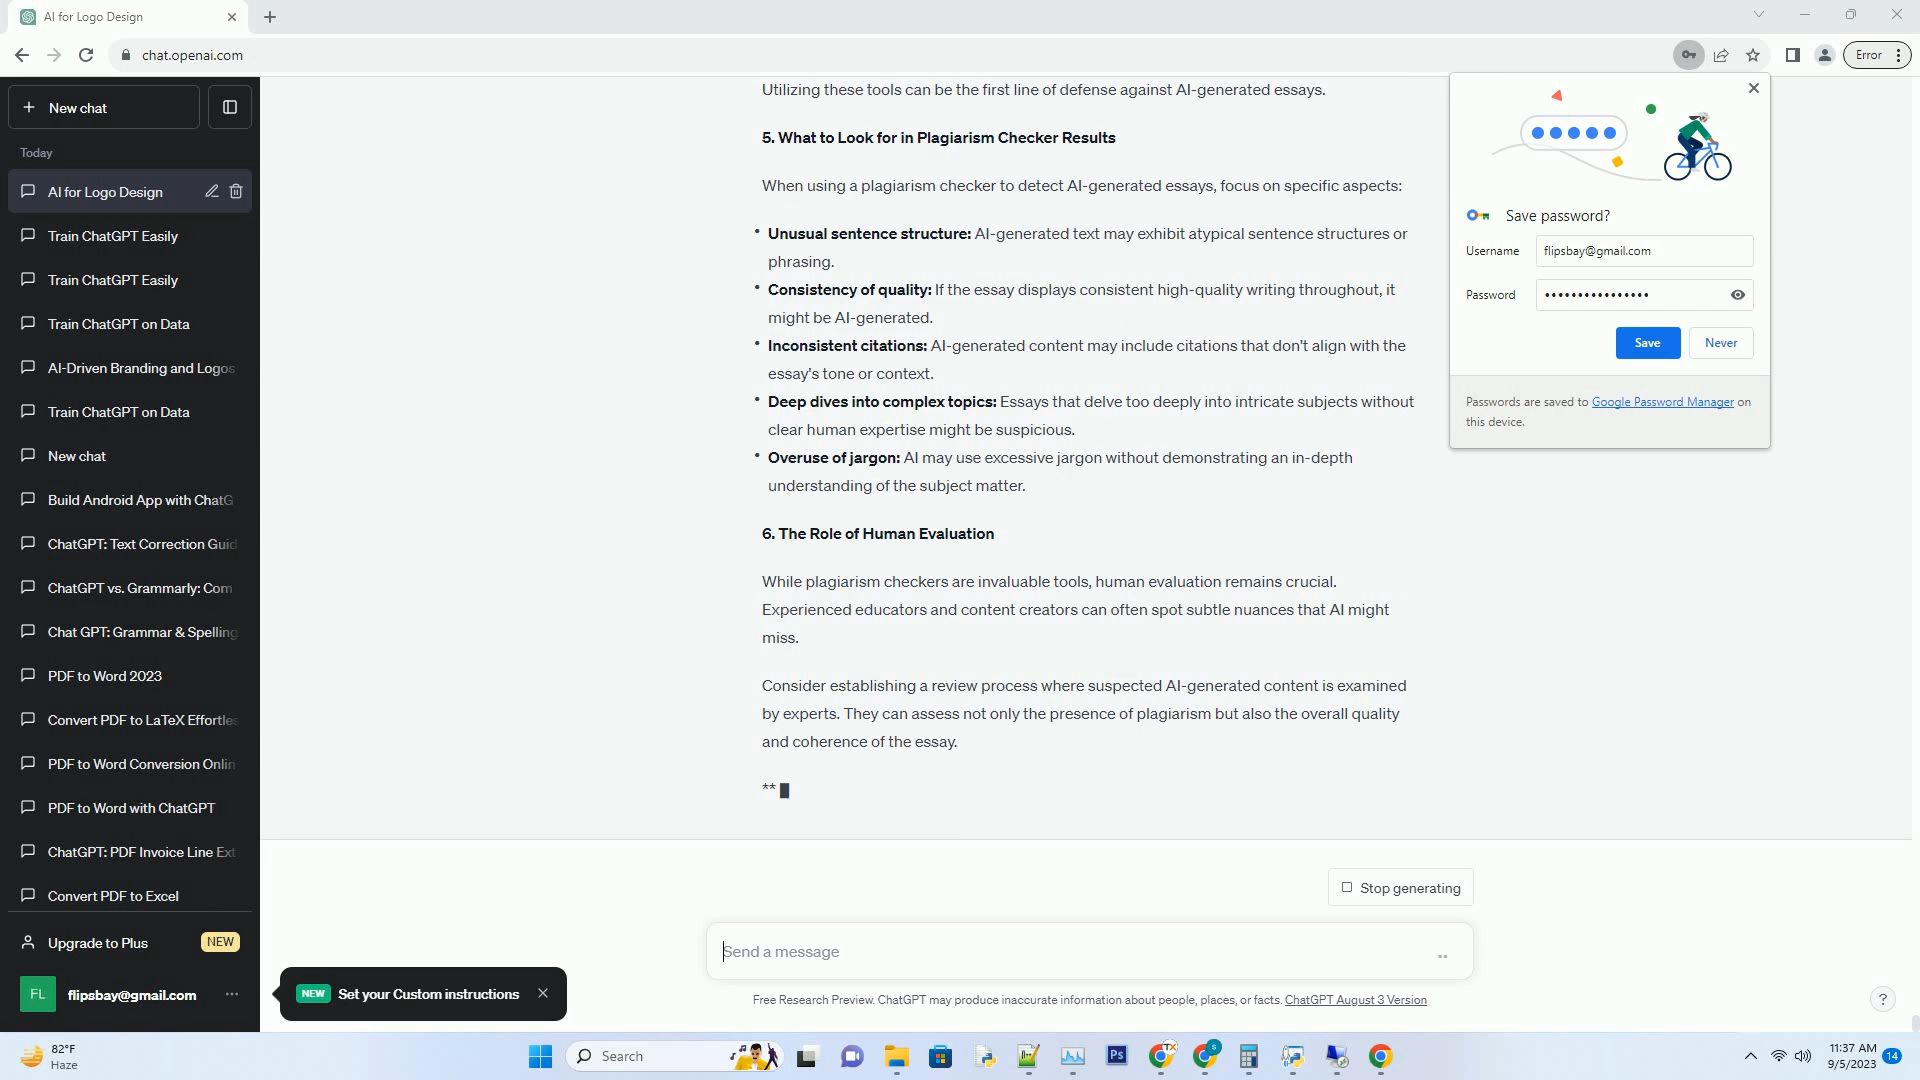 AI for Logo Design
chat.openai.com
Error
New chat
Today
AI for Logo Design
Train ChatGPT Easily
Train ChatGPT Easily
Train ChatGPT on Data
AI-Driven Branding and Logos
Train ChatGPT on Data
New chat
Build Android App with ChatG
ChatGPT: Text Correction Guid
ChatGPT vs. Grammarly: Com
Chat GPT: Grammar & Spelling
PDF to Word 2023
Convert PDF to LaTeX Effortles
PDF to Word Conversion Onlin
PDF to Word with ChatGPT
ChatGPT: PDF Invoice Line Ext
Convert PDF to Excel
Upgrade to Plus
NEW
FL
flipsbay@gmail.com
Utilizing these tools can be the first line of defense against AI-generated essays.
5. What to Look for in Plagiarism Checker Results
When using a plagiarism checker to detect AI-generated essays, focus on specific aspects:
• Unusual sentence structure: AI-generated text may exhibit atypical sentence structures or
phrasing.
• Consistency of quality: If the essay displays consistent high-quality writing throughout, it
might be AI-generated.
• Inconsistent citations: AI-generated content may include citations that don't align with the
essay's tone or context.
• Deep dives into complex topics: Essays that delve too deeply into intricate subjects without
clear human expertise might be suspicious.
• Overuse of jargon: AI may use excessive jargon without demonstrating an in-depth
understanding of the subject matter.
6. The Role of Human Evaluation
While plagiarism checkers are invaluable tools, human evaluation remains crucial.
Experienced educators and content creators can often spot subtle nuances that AI might
miss.
Consider establishing a review process where suspected AI-generated content is examined
by experts. They can assess not only the presence of plagiarism but also the overall quality
and coherence of the essay.
**
Save password?
Username
flipsbay@gmail.com
Password
••••••••••••••••
Save
Never
Passwords are saved to Google Password Manager on
this device.
Stop generating
Send a message
NEW Set your Custom instructions
Free Research Preview. ChatGPT may produce inaccurate information about people, places, or facts. ChatGPT August 3 Version
?
82°F
Haze
Search
Ps
TX
S
11:37 AM
9/5/2023
14